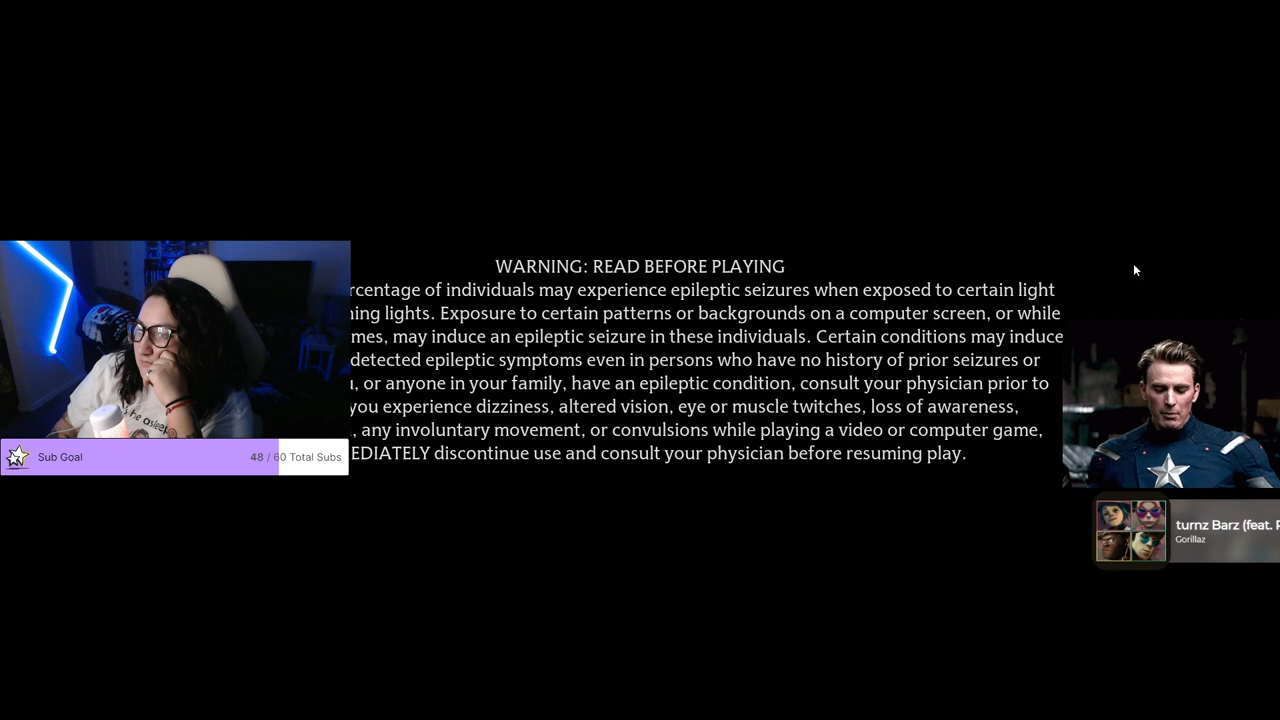 WARNING: READ BEFORE PLAYING
rcentage of individuals may experience epileptic seizures when exposed to certain light
ing lights. Exposure to certain patterns or backgrounds on a computer screen, or while
mes, may induce an epileptic seizure in these individuals. Certain conditions may induce
detected epileptic symptoms even in persons who have no history of prior seizures or
, or anyone in your family, have an epileptic condition, consult your physician prior to
you experience dizziness, altered vision, eye or muscle twitches, loss of awareness,
, any involuntary movement, or convulsions while playing a video or computer game,
EDIATELY discontinue use and consult your physician before resuming play.
he asleep
Sub Goal 48 / 60 Total Subs
turnz Barz (feat. P
Gorillaz